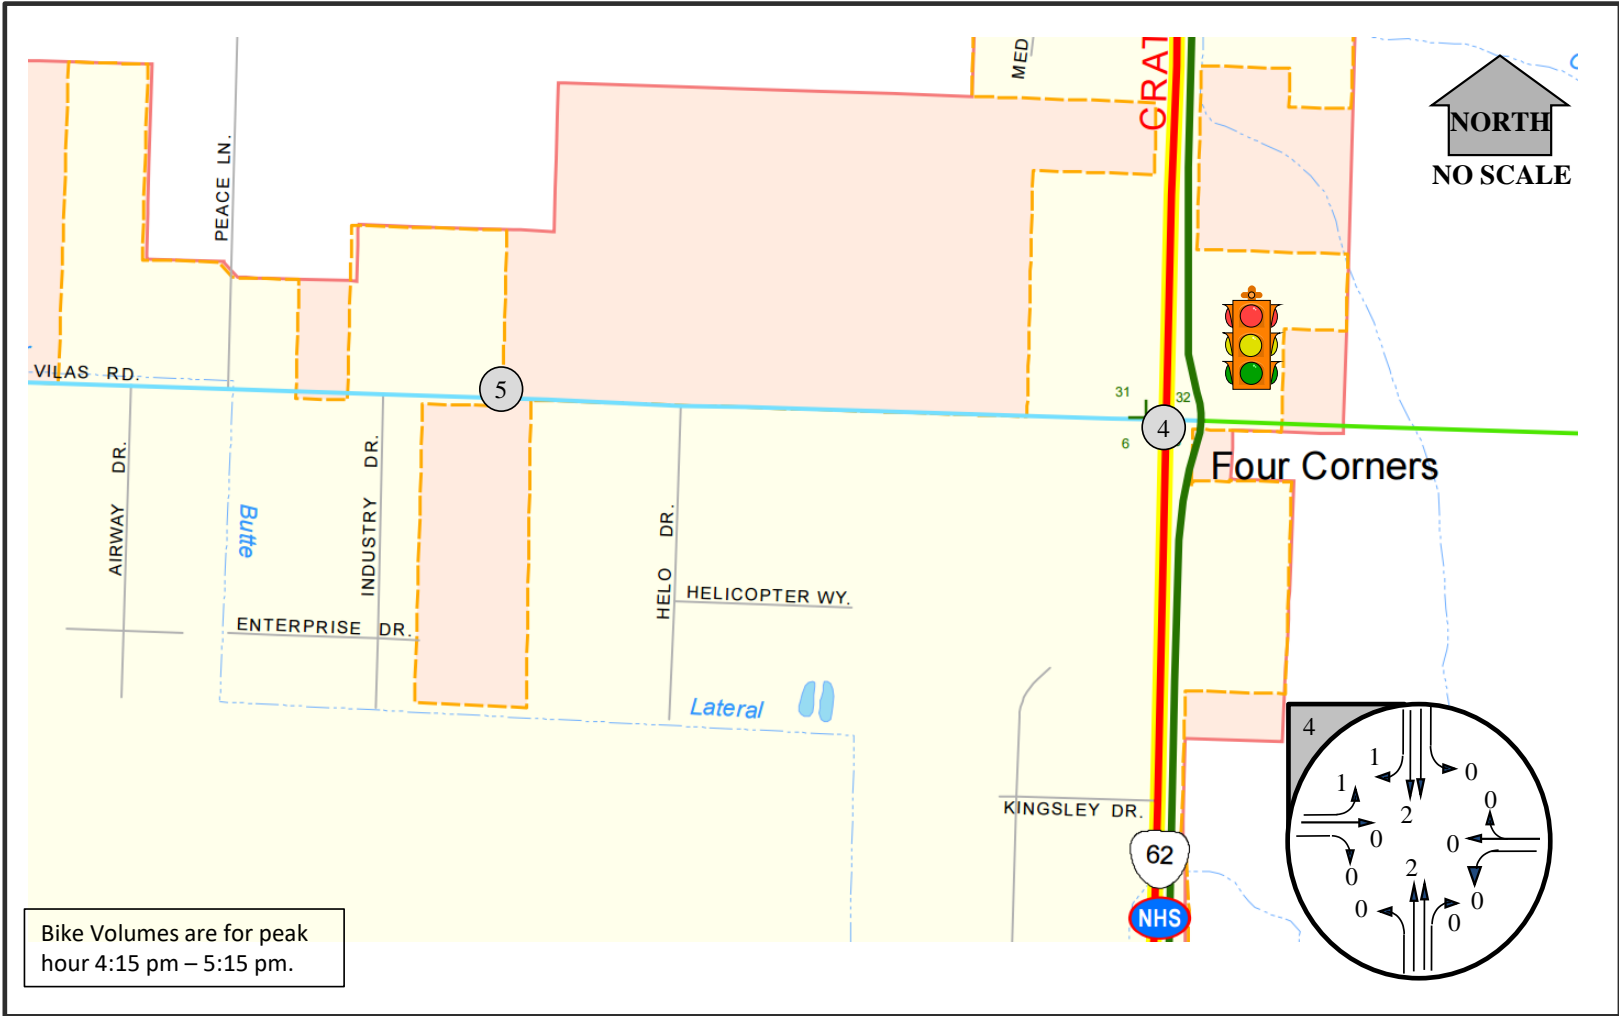 MED
CRAT
NORTH
NO SCALE
PEACE LN.
VILAS RD.
5
31
32
4
6
Four Corners
AIRWAY DR.
Butte
INDUSTRY DR.
ENTERPRISE DR.
HELO DR.
HELICOPTER WY.
Lateral
KINGSLEY DR.
62
NHS
4
1
0
1
2
0
0
0
0
2
0
0
0
Bike Volumes are for peak
hour 4:15 pm – 5:15 pm.